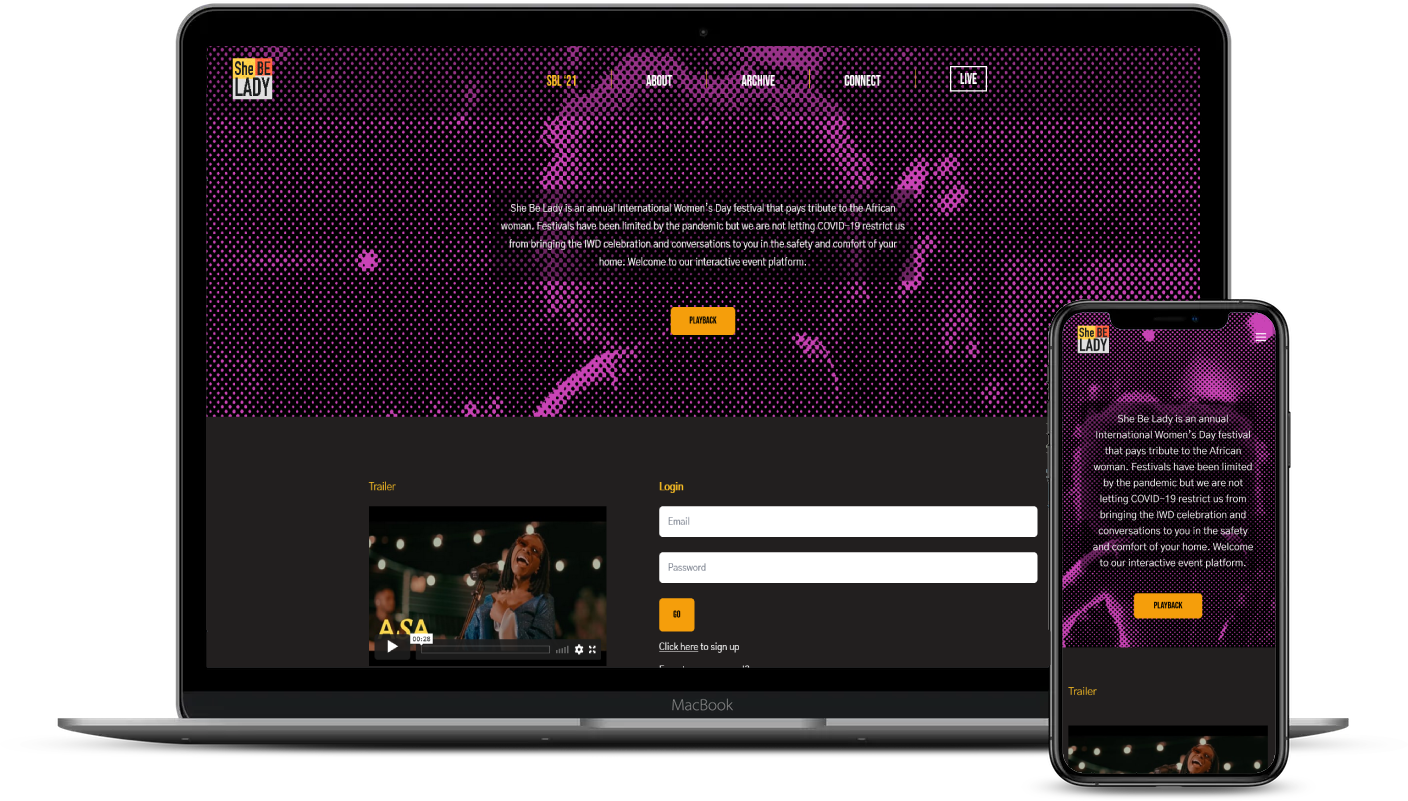 She BE
LADY
SBL '21
ABOUT
ARCHIVE
CONNECT
LIVE
She Be Lady is an annual International Women's Day festival that pays tribute to the African
woman. Festivals have been limited by the pandemic but we are not letting COVID-19 restrict us
from bringing the IWD celebration and conversations to you in the safety and comfort of your
home. Welcome to our interactive event platform.
PLAYBACK
Trailer
ASA
00:28
Login
Email
Password
GO
Click here to sign up
MacBook
She BE
LADY
She Be Lady is an annual
International Women's Day festival
that pays tribute to the African
woman. Festivals have been limited
by the pandemic but we are not
letting COVID-19 restrict us from
bringing the IWD celebration and
conversations to you in the safety
and comfort of your home. Welcome
to our interactive event platform.
PLAYBACK
Trailer